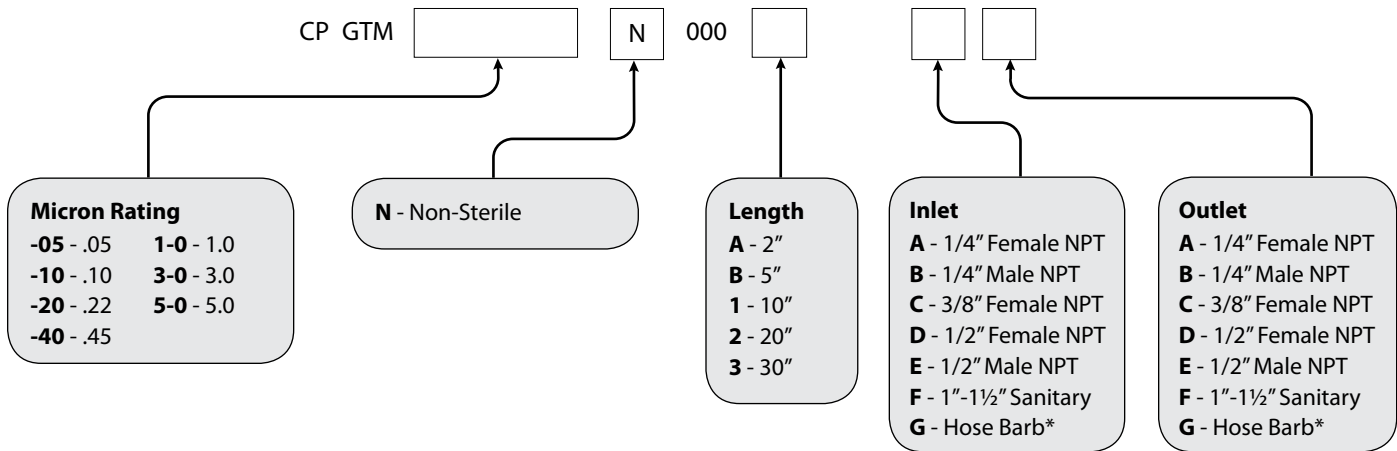 CP GTM N 000
Micron Rating
-05 - .05 1-0 - 1.0
-10 - .10 3-0 - 3.0
-20 - .22 5-0 - 5.0
-40 - .45
N - Non-Sterile
Length
A - 2”
B - 5”
1 - 10”
2 - 20”
3 - 30”
Inlet
A - 1/4” Female NPT
B - 1/4” Male NPT
C - 3/8” Female NPT
D - 1/2” Female NPT
E - 1/2” Male NPT
F - 1”-1½” Sanitary
G - Hose Barb*
Outlet
A - 1/4” Female NPT
B - 1/4” Male NPT
C - 3/8” Female NPT
D - 1/2” Female NPT
E - 1/2” Male NPT
F - 1”-1½” Sanitary
G - Hose Barb*